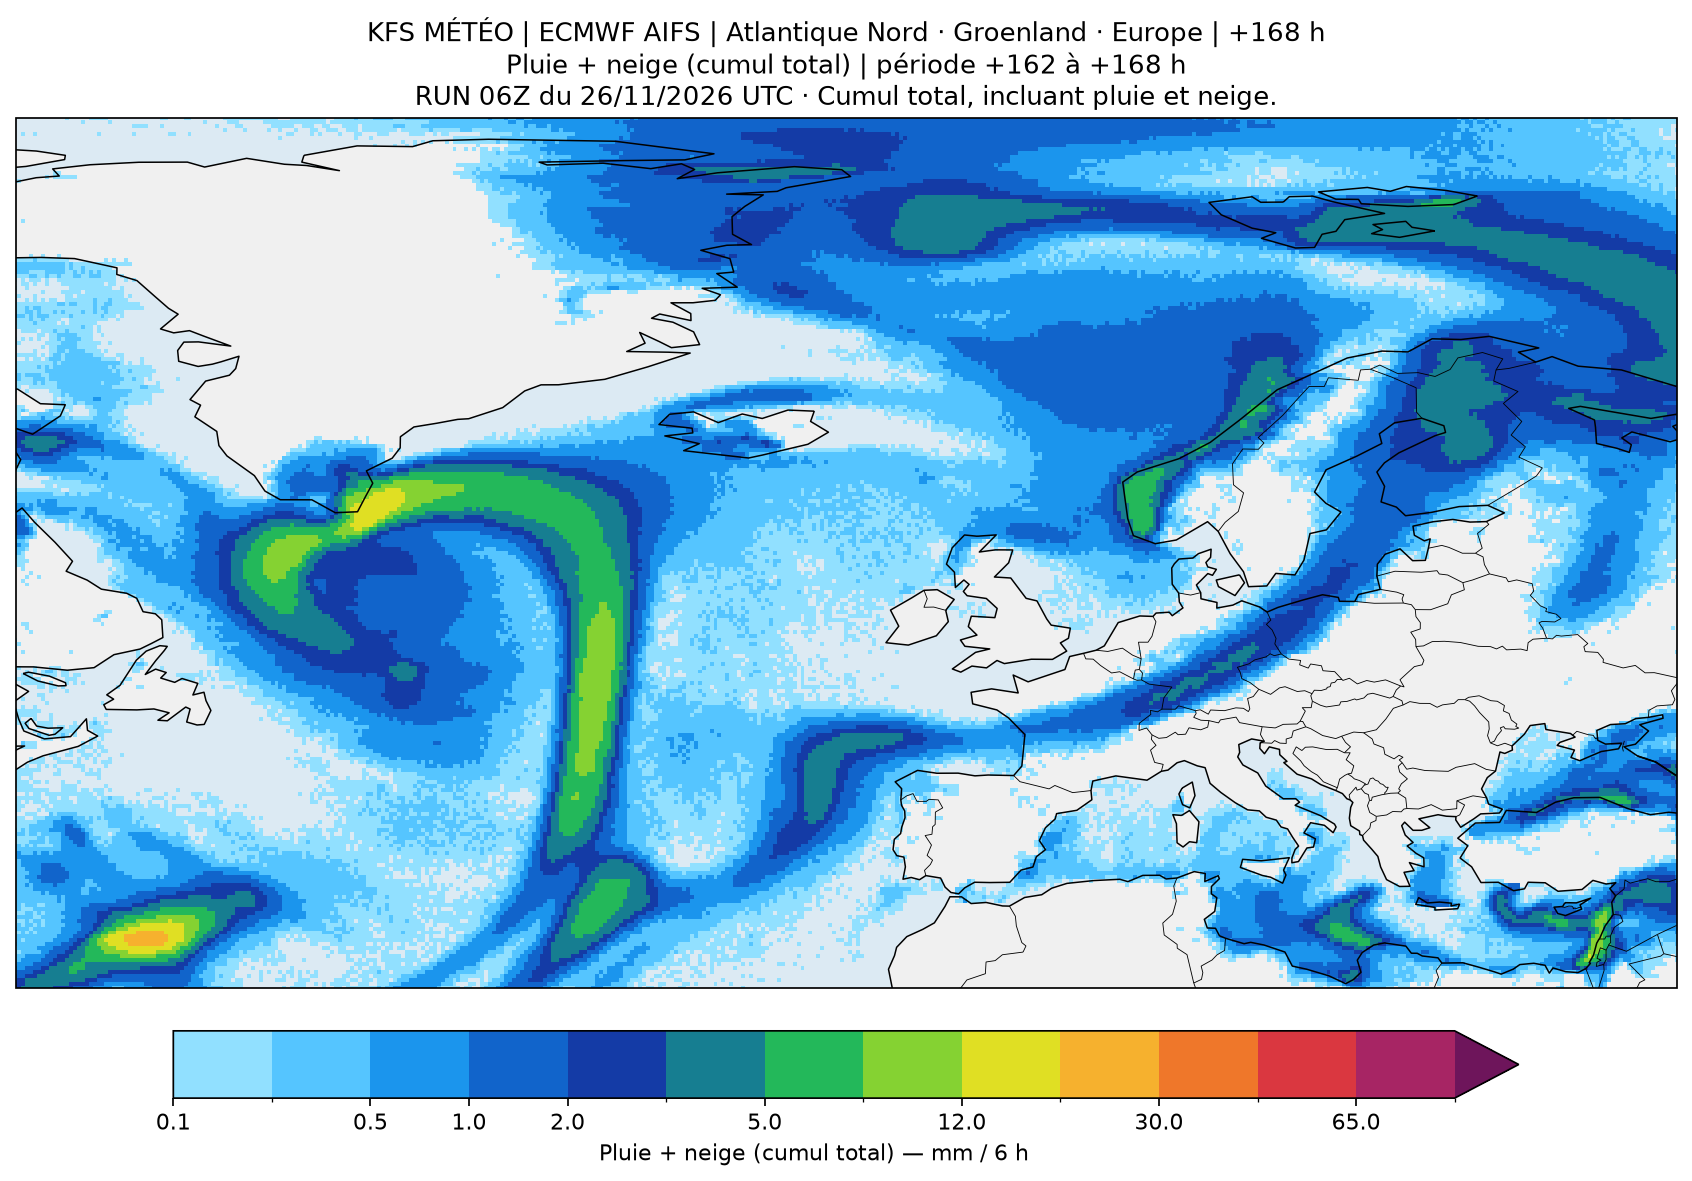 KFS MÉTÉO | ECMWF AIFS | Atlantique Nord · Groenland · Europe | +168 h
Pluie + neige (cumul total) | période +162 à +168 h
RUN 06Z du 26/11/2026 UTC · Cumul total, incluant pluie et neige.
0.1 0.5 1.0 2.0 5.0 12.0 30.0 65.0
Pluie + neige (cumul total) — mm / 6 h